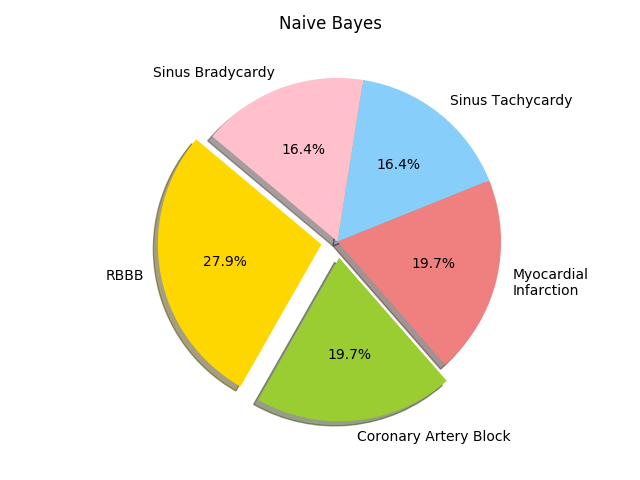 Naive Bayes
Sinus Bradycardy
Sinus Tachycardy
16.4%
16.4%
27.9%
19.7%
RBBB
Myocardial
Infarction
19.7%
Coronary Artery Block